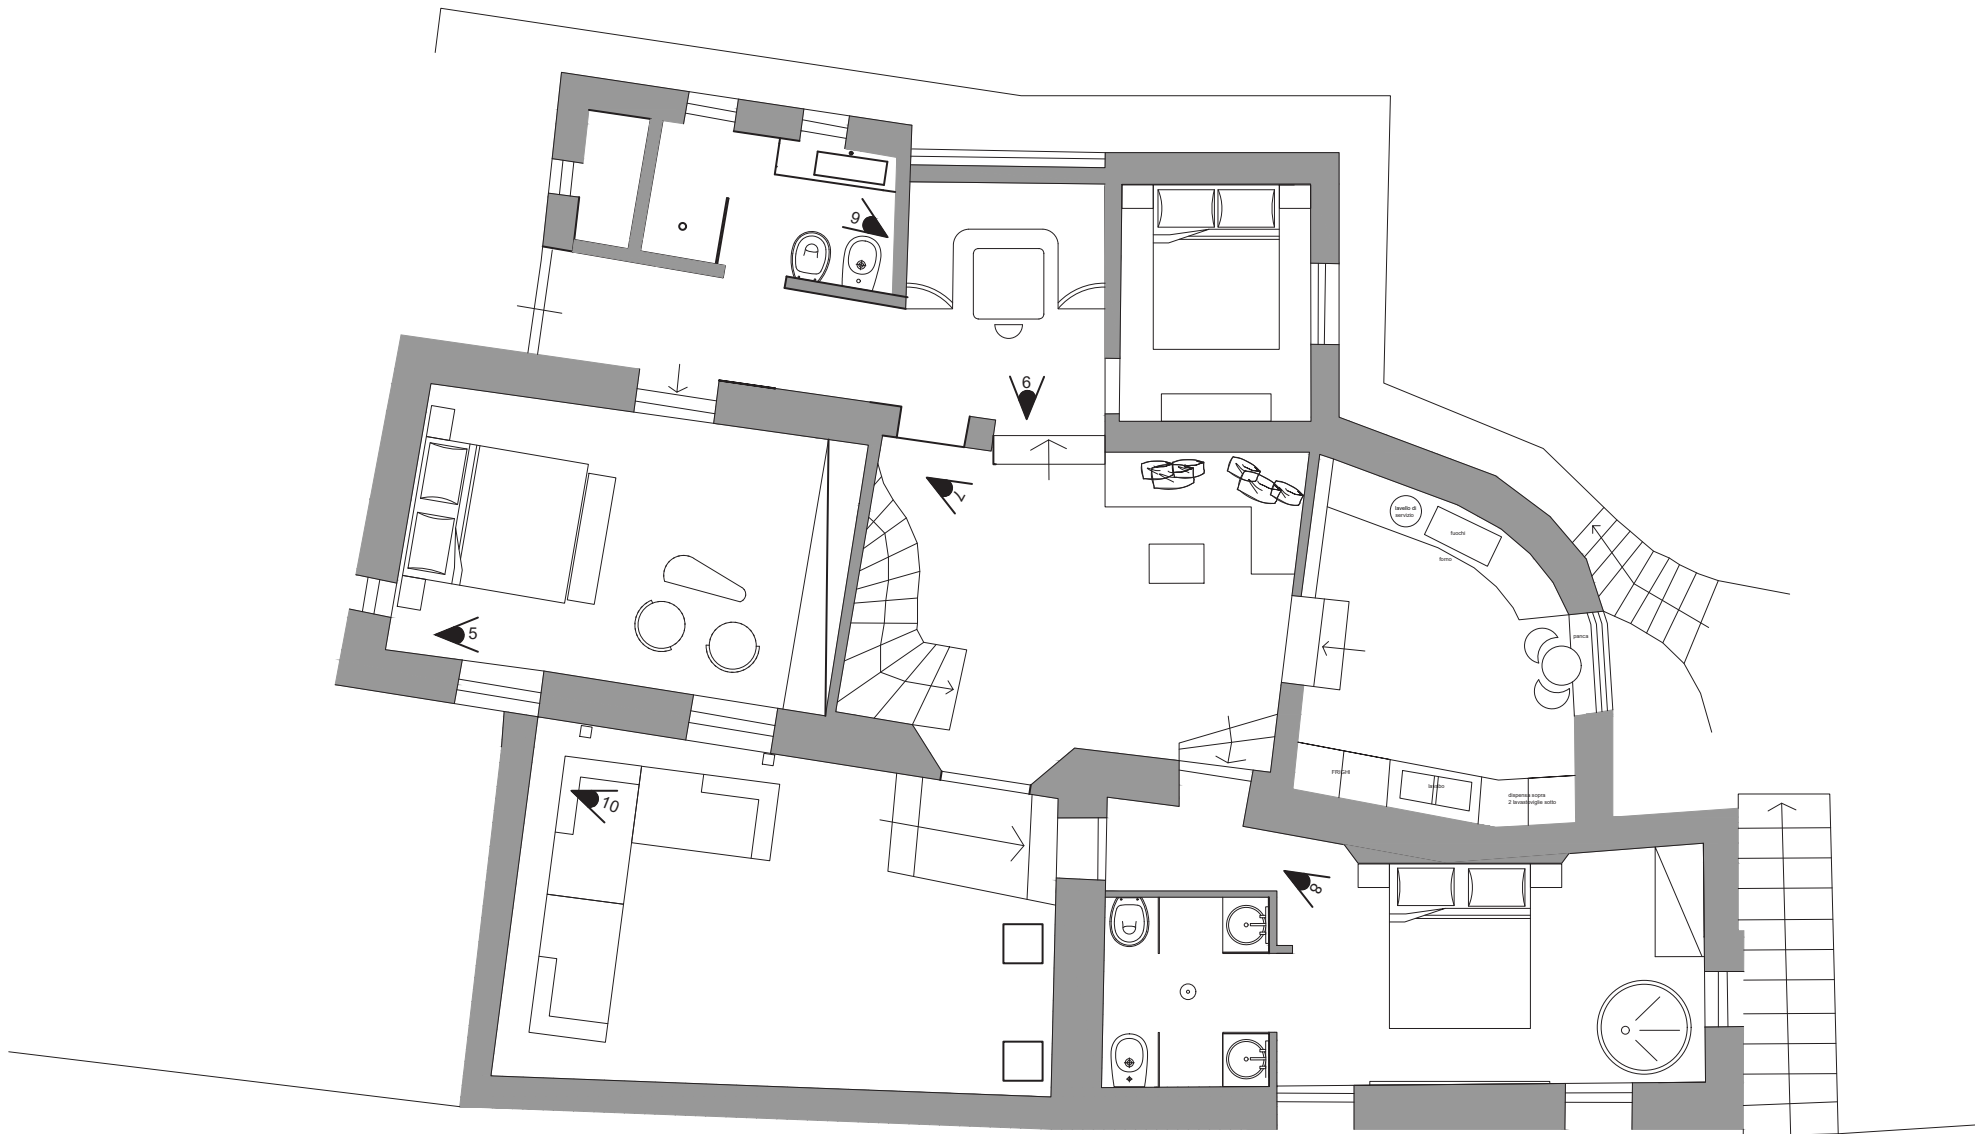 9
6
7
lavello di
servizio
fuochi
forno
5
panca
FRIGHI
lavabo
dispensa sopra
2 lavastoviglie sotto
10
8